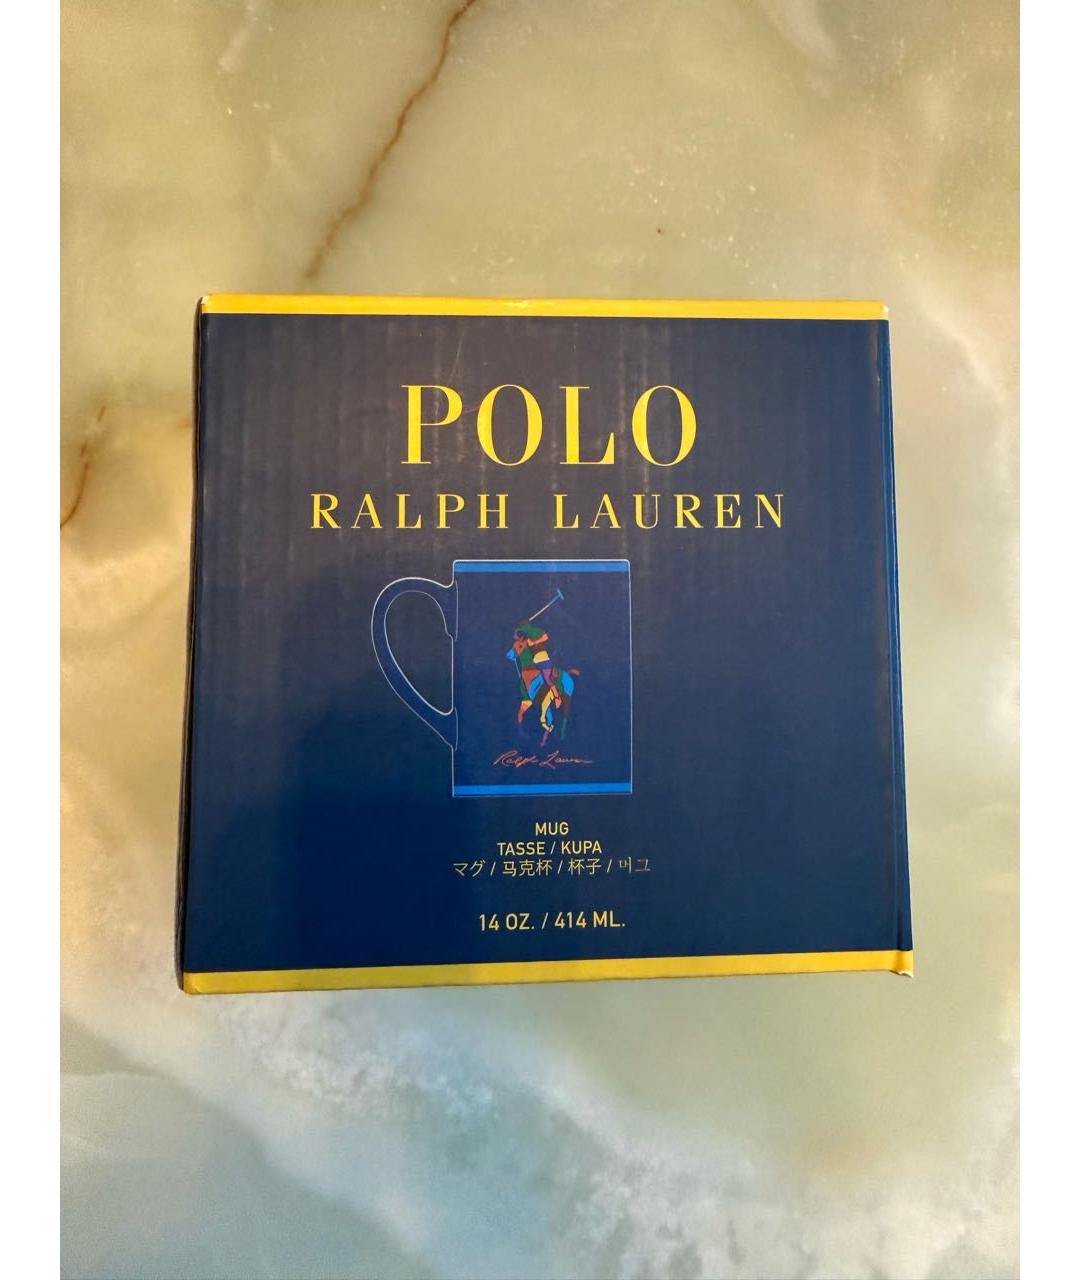 POLO
RALPH LAUREN
Ralph Lauren
MUG
TASSE / KUPA
マグ / 马克杯 / 杯子 / 머그
14 OZ. / 414 ML.